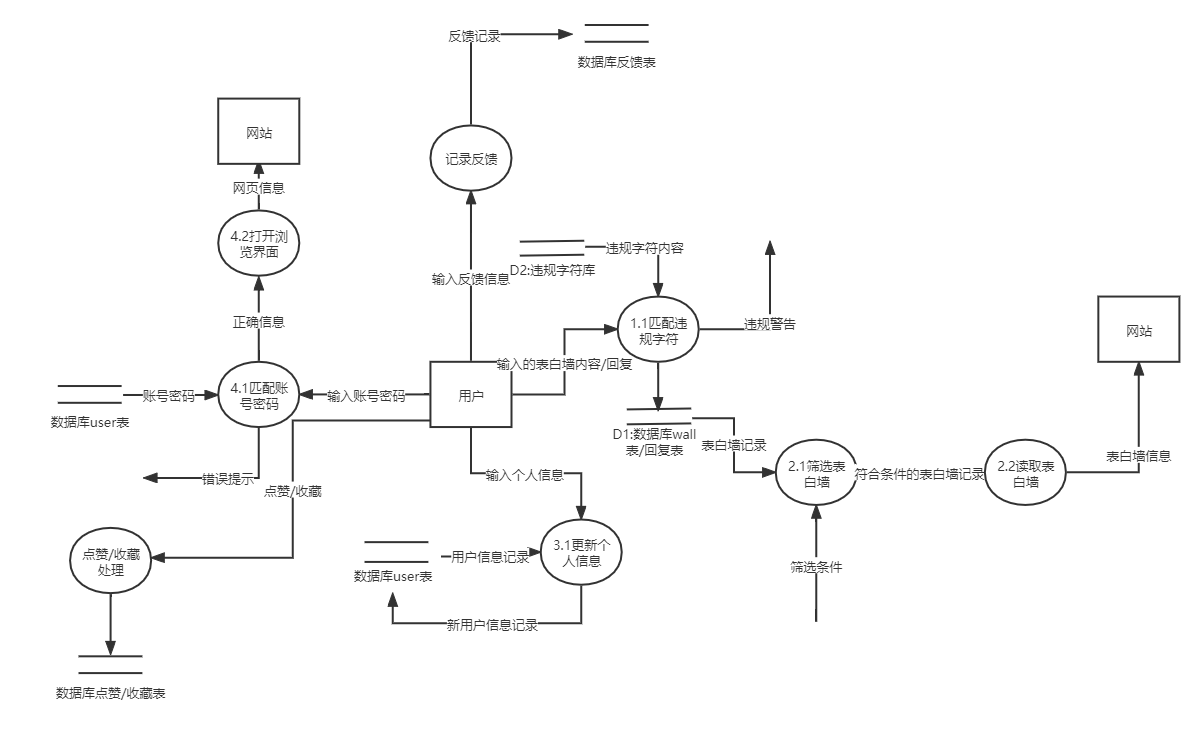 反馈记录
数据库反馈表
网站
记录反馈
网页信息
4.2打开浏
览界面
违规字符内容
D2:违规字符库
输入反馈信息
正确信息
1.1匹配违
规字符
违规警告
网站
输入的表白墙内容/回复
4.1匹配账
号密码
账号密码
输入账号密码
用户
数据库user表
D1:数据库wall
表/回复表
表白墙记录
表白墙信息
错误提示
输入个人信息
2.1筛选表
白墙
符合条件的表白墙记录
2.2读取表
白墙
点赞/收藏
点赞/收藏
处理
3.1更新个
人信息
用户信息记录
数据库user表
筛选条件
新用户信息记录
数据库点赞/收藏表